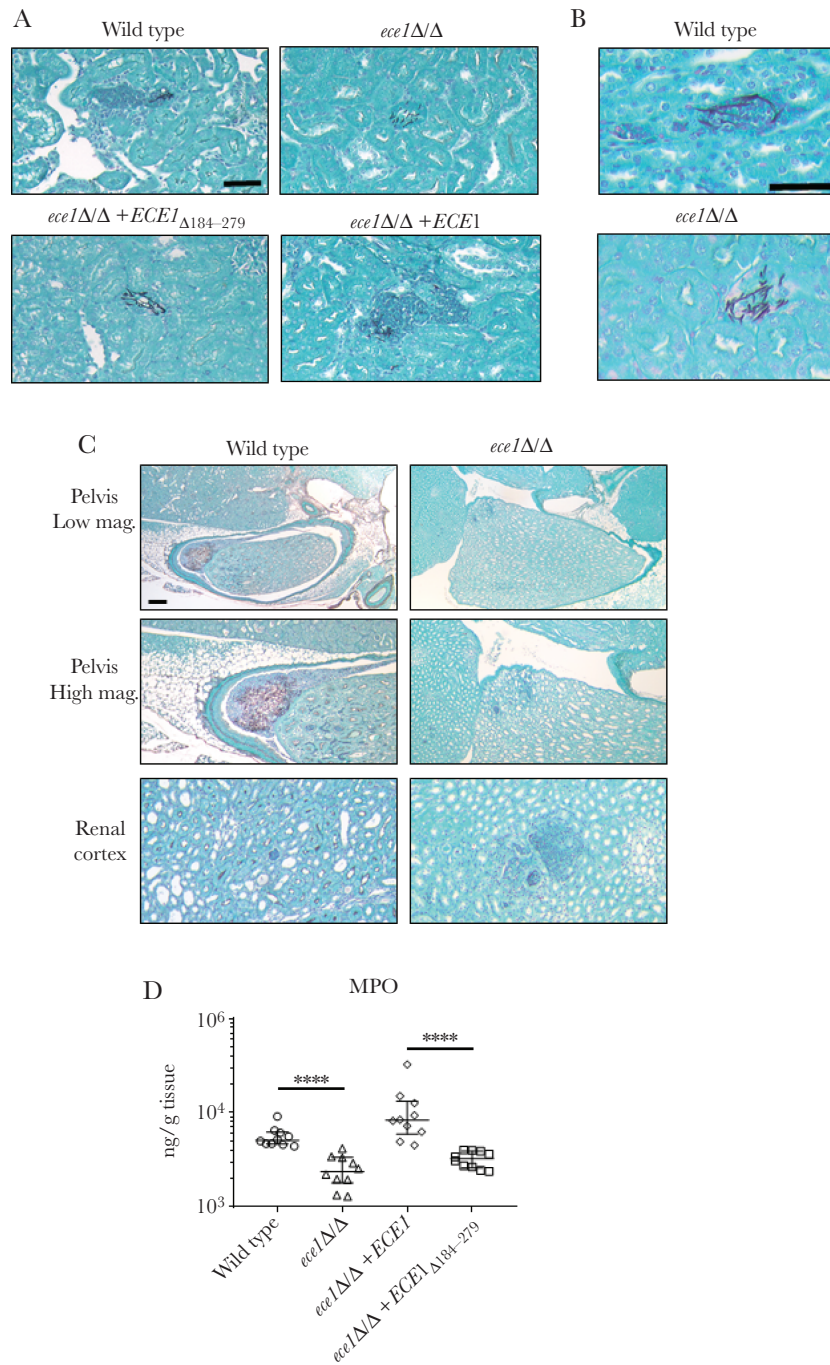 A
Wild type
ece1Δ/Δ
ece1Δ/Δ +ECE1Δ184–279
ece1Δ/Δ +ECE1
B
Wild type
ece1Δ/Δ
C
Wild type
ece1Δ/Δ
Pelvis
Low mag.
Pelvis
High mag.
Renal
cortex
D
MPO
ng/g tissue
10⁶
10⁴
10³
****
****
Wild type
ece1Δ/Δ
ece1Δ/Δ +ECE1
ece1Δ/Δ +ECE1Δ184–279